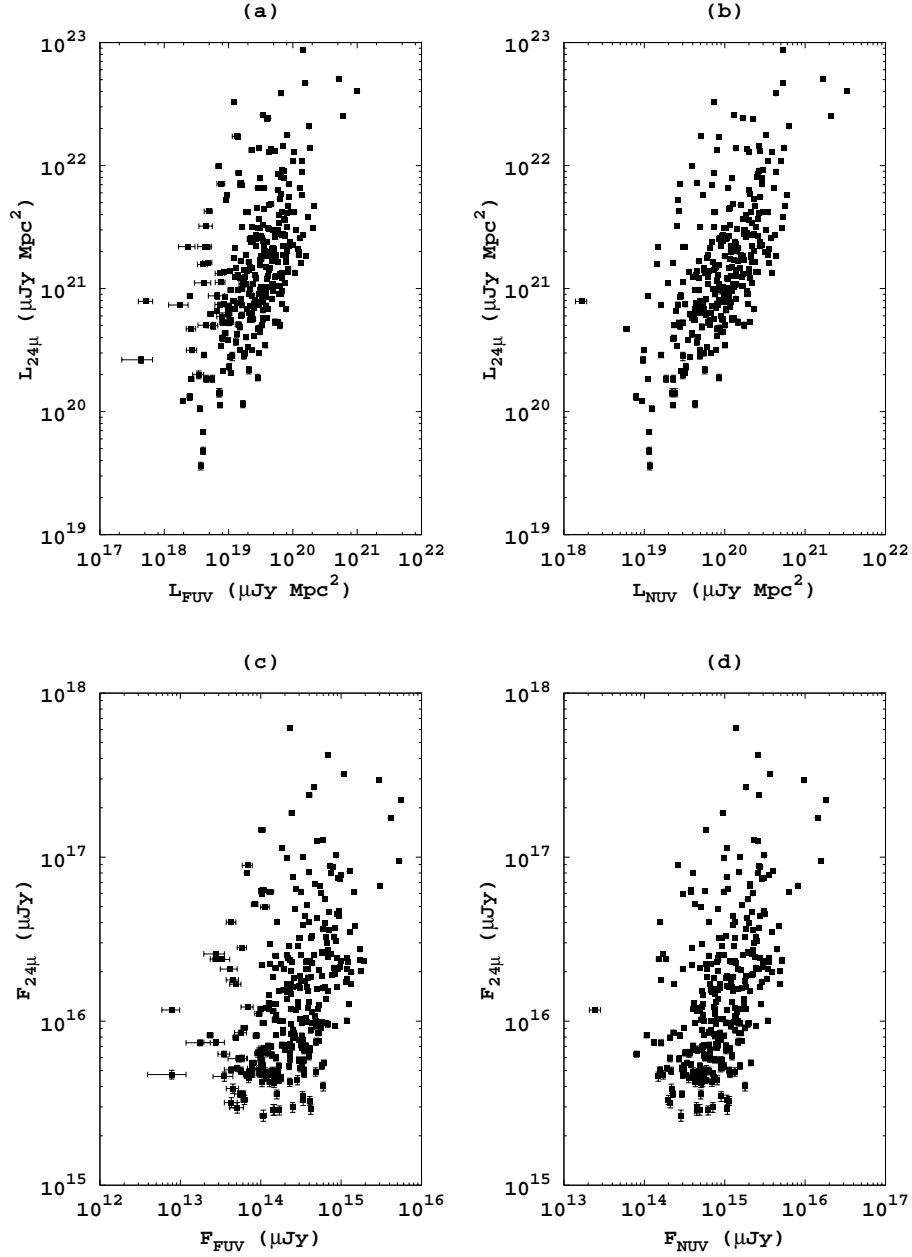 (a)
10^23
10^22
10^21
10^20
10^19
L_24μ (μJy Mpc^2)
10^17 10^18 10^19 10^20 10^21 10^22
L_FUV (μJy Mpc^2)
(b)
10^23
10^22
10^21
10^20
10^19
L_24μ (μJy Mpc^2)
10^18 10^19 10^20 10^21 10^22
L_NUV (μJy Mpc^2)
(c)
10^18
10^17
10^16
10^15
F_24μ (μJy)
10^12 10^13 10^14 10^15 10^16
F_FUV (μJy)
(d)
10^18
10^17
10^16
10^15
F_24μ (μJy)
10^13 10^14 10^15 10^16 10^17
F_NUV (μJy)